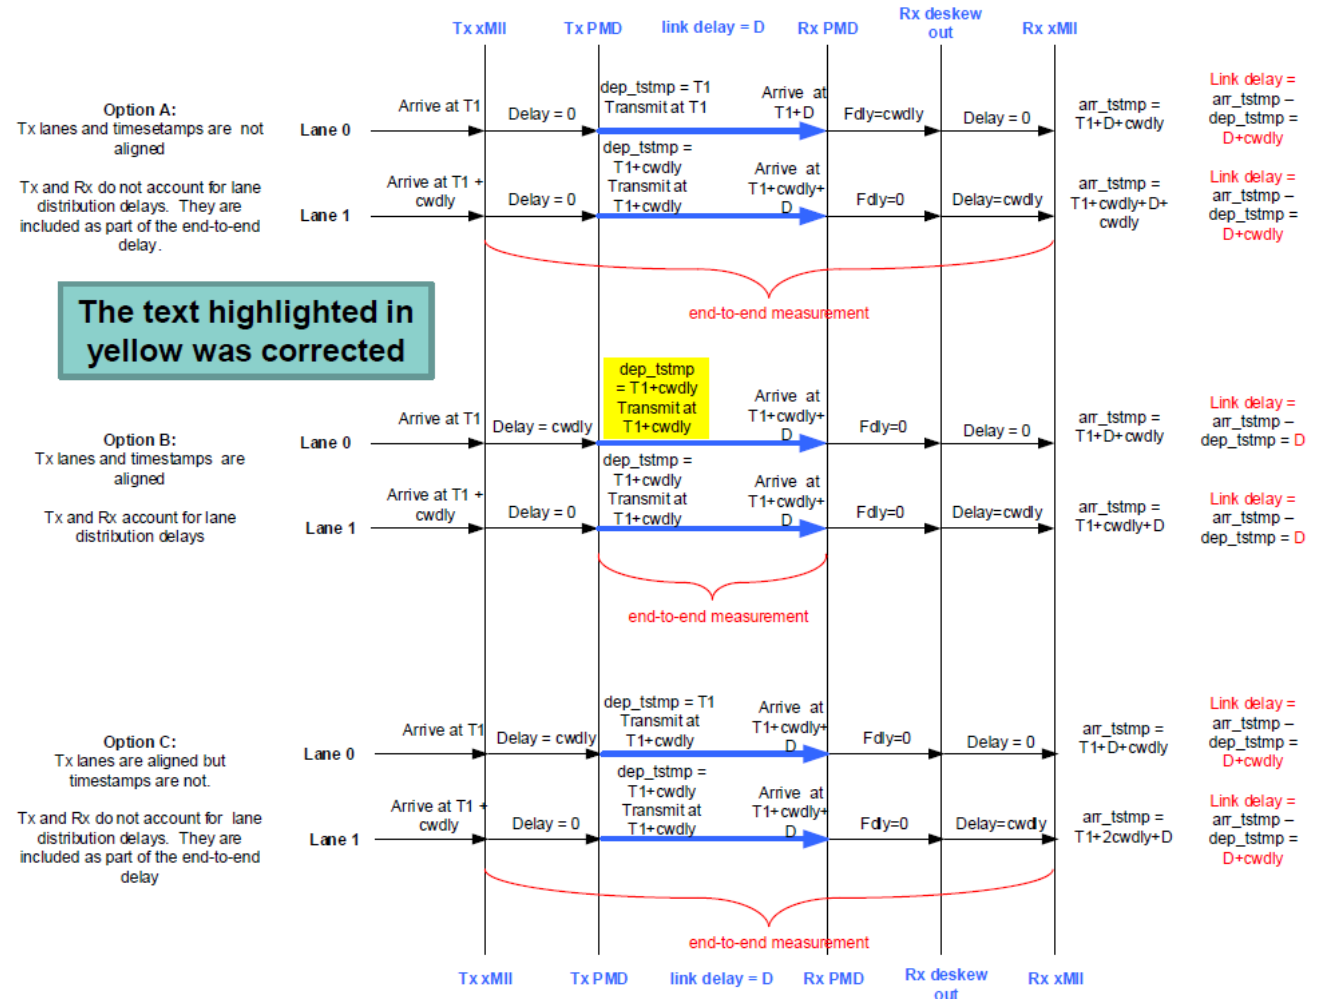 Tx xMII
Tx PMD
link delay = D
Rx PMD
Rx deskew
out
Rx xMII
Option A:
Tx lanes and timesetamps are not
aligned
Tx and Rx do not account for lane
distribution delays. They are
included as part of the end-to-end
delay.
Lane 0
Arrive at T1
Delay = 0
dep_tstmp = T1
Transmit at T1
Arrive at
T1+D
Fdly=cwdly
Delay = 0
arr_tstmp =
T1+D+cwdly
Link delay =
arr_tstmp –
dep_tstmp =
D+cwdly
Lane 1
Arrive at T1 +
cwdly
Delay = 0
dep_tstmp =
T1+cwdly
Transmit at
T1+cwdly
Arrive at
T1+cwdly+
D
Fdly=0
Delay=cwdly
arr_tstmp =
T1+cwdly+D+
cwdly
Link delay =
arr_tstmp –
dep_tstmp =
D+cwdly
end-to-end measurement
The text highlighted in
yellow was corrected
Option B:
Tx lanes and timestamps are
aligned
Tx and Rx account for lane
distribution delays
Lane 0
Arrive at T1
Delay = cwdly
dep_tstmp
= T1+cwdly
Transmit at
T1+cwdly
Arrive at
T1+cwdly+
D
Fdly=0
Delay = 0
arr_tstmp =
T1+D+cwdly
Link delay =
arr_tstmp –
dep_tstmp = D
Lane 1
Arrive at T1 +
cwdly
Delay = 0
dep_tstmp =
T1+cwdly
Transmit at
T1+cwdly
Arrive at
T1+cwdly+
D
Fdly=0
Delay=cwdly
arr_tstmp =
T1+cwdly+D
Link delay =
arr_tstmp –
dep_tstmp = D
end-to-end measurement
Option C:
Tx lanes are aligned but
timestamps are not.
Tx and Rx do not account for lane
distribution delays. They are
included as part of the end-to-end
delay
Lane 0
Arrive at T1
Delay = cwdly
dep_tstmp = T1
Transmit at
T1+cwdly
Arrive at
T1+cwdly+
D
Fdly=0
Delay = 0
arr_tstmp =
T1+D+cwdly
Link delay =
arr_tstmp –
dep_tstmp =
D+cwdly
Lane 1
Arrive at T1 +
cwdly
Delay = 0
dep_tstmp =
T1+cwdly
Transmit at
T1+cwdly
Arrive at
T1+cwdly+
D
Fdly=0
Delay=cwdly
arr_tstmp =
T1+2cwdly+D
Link delay =
arr_tstmp –
dep_tstmp =
D+cwdly
end-to-end measurement
Tx xMII
Tx PMD
link delay = D
Rx PMD
Rx deskew
out
Rx xMII